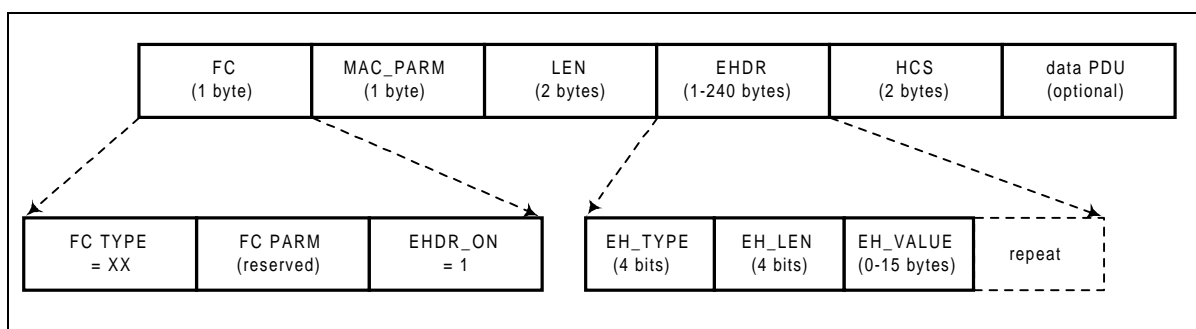 FC MAC_PARM LEN EHDR HCS data PDU
(1 byte) (1 byte) (2 bytes) (1-240 bytes) (2 bytes) (optional)
FC TYPE FC PARM EHDR_ON EH_TYPE EH_LEN EH_VALUE repeat
= XX (reserved) = 1 (4 bits) (4 bits) (0-15 bytes)